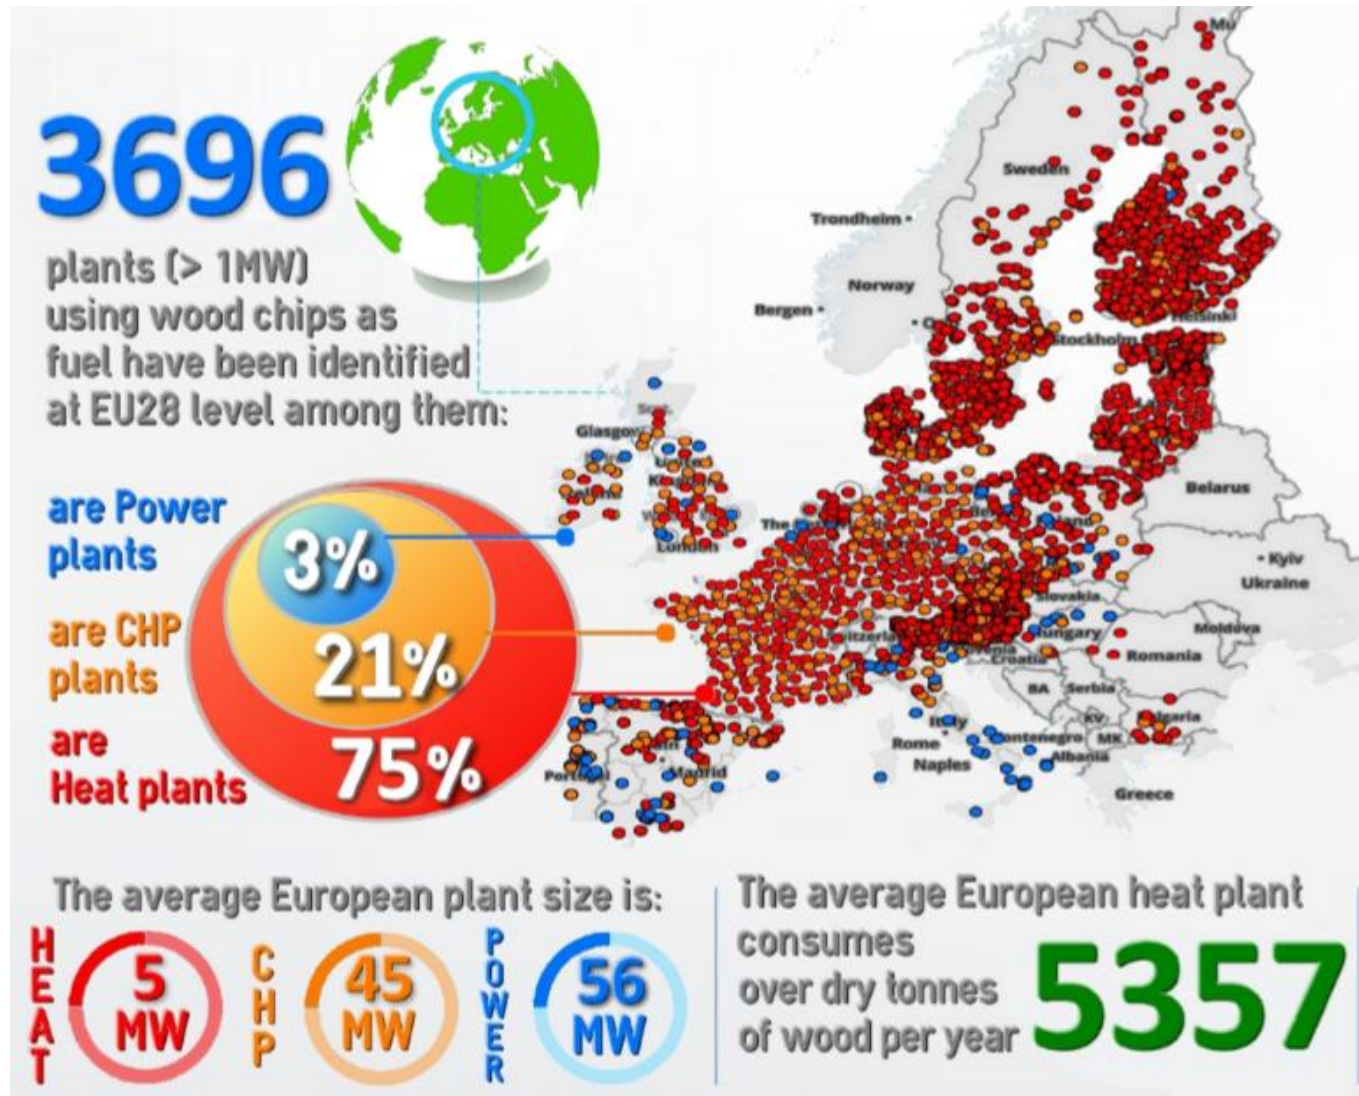 3696
plants (> 1MW)
using wood chips as
fuel have been identified
at EU28 level among them:
are Power
plants
3%
are CHP
plants
21%
are
Heat plants
75%
Sweden
Trondheim
Norway
Bergen
Helsinki
Stockholm
Glasgow
London
Belarus
Kyiv
Ukraine
Slovakia
Moldova
Hungary
Romania
Croatia
BA
Serbia
KV
MK
Italy
Rome
Naples
Albania
Greece
Portugal
Madrid
The average European plant size is:
HEAT
5
MW
CHP
45
MW
POWER
56
MW
The average European heat plant
consumes
over dry tonnes
of wood per year
5357